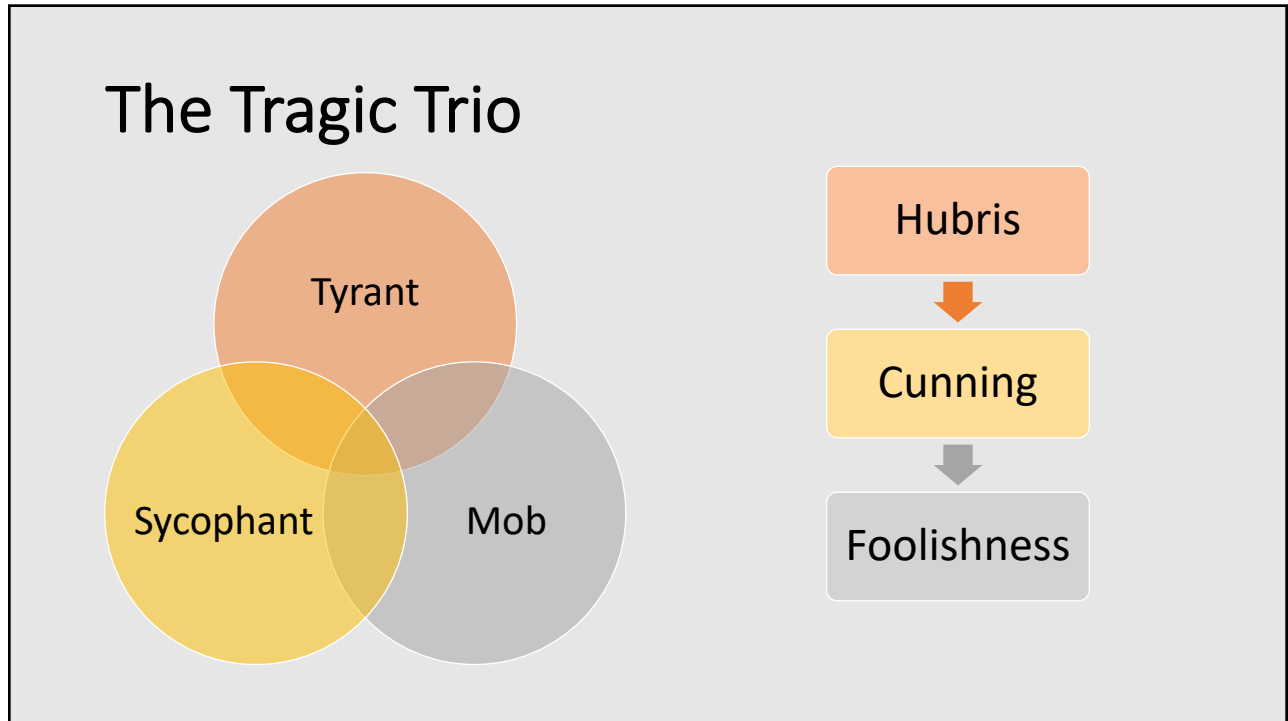 The Tragic Trio
Tyrant
Sycophant
Mob
Hubris
Cunning
Foolishness